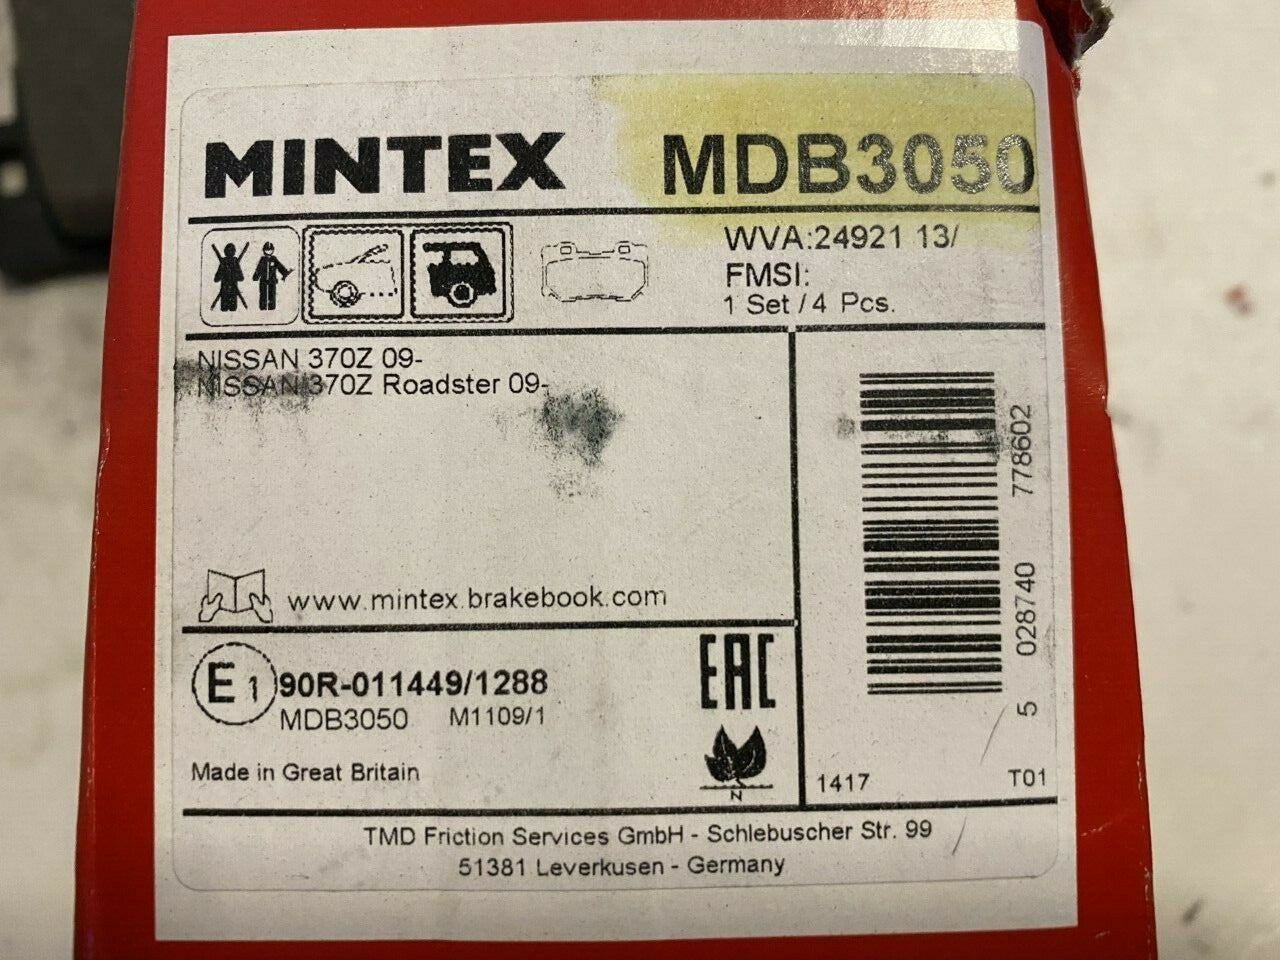 MINTEX MDB3050
WVA:24921 13/
FMSI:
1 Set / 4 Pcs.
NISSAN 370Z 09-
NISSAN 370Z Roadster 09-
www.mintex.brakebook.com
778602
028740
5
E1 90R-011449/1288
MDB3050 M1109/1
EAC
Made in Great Britain
N
1417 T01
TMD Friction Services GmbH - Schlebuscher Str. 99
51381 Leverkusen - Germany